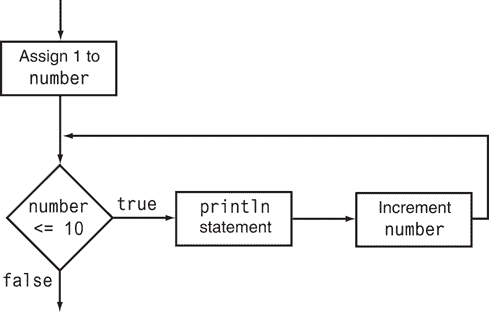 Assign 1 to
number
number
<= 10
true
println
statement
Increment
number
false